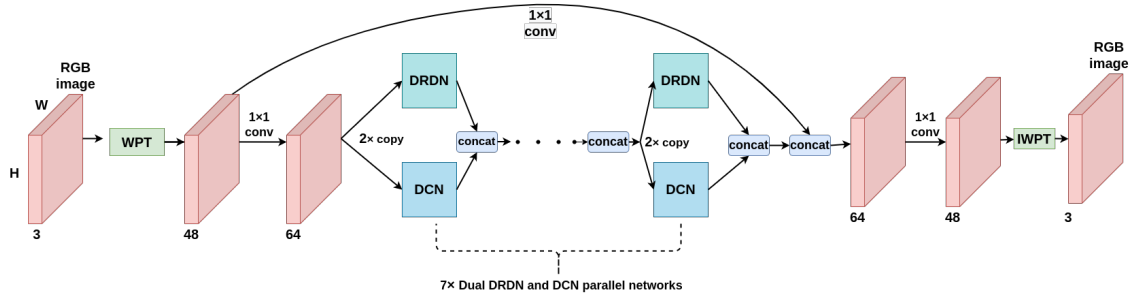 RGB
image
W
H
3
WPT
48
1×1
conv
64
1×1
conv
2× copy
DRDN
DCN
concat
concat
2× copy
DRDN
DCN
concat
concat
64
1×1
conv
48
IWPT
RGB
image
3
7× Dual DRDN and DCN parallel networks